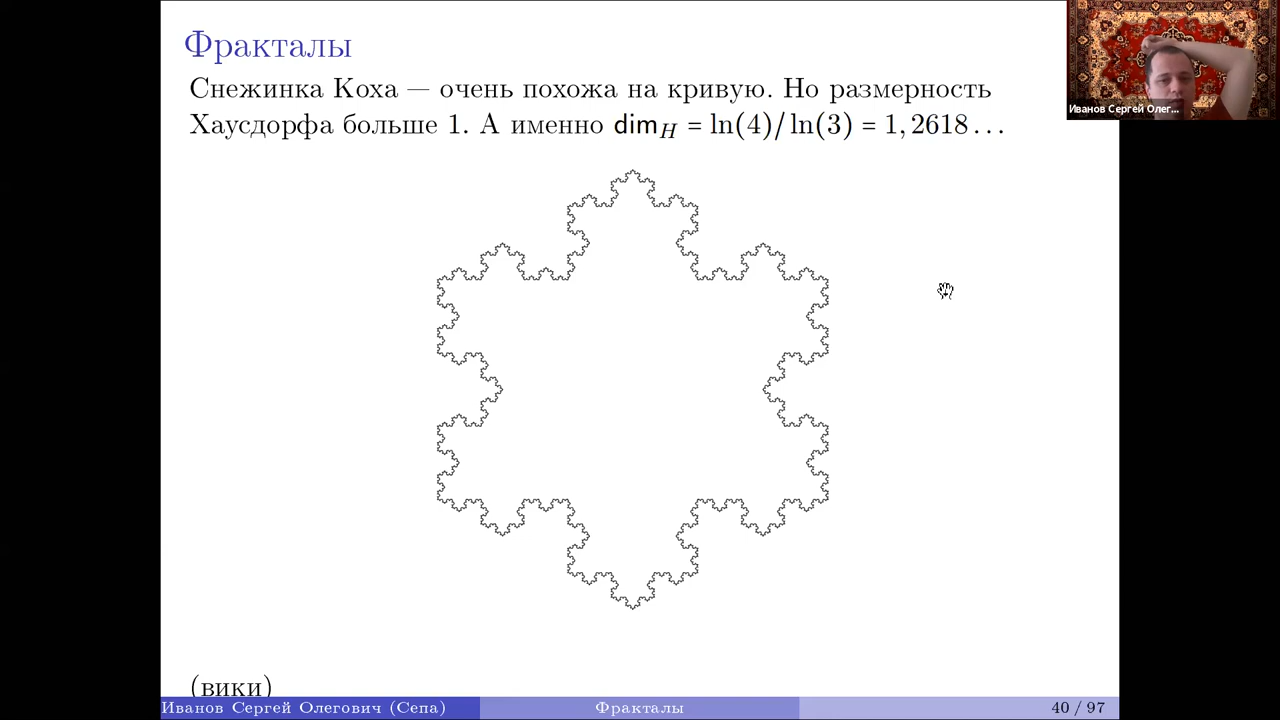 Фракталы
Снежинка Коха — очень похожа на кривую. Но размерность
Хаусдорфа больше 1. А именно dim_H = ln(4)/ln(3) = 1,2618...
Иванов Сергей Олег...
(вики)
Иванов Сергей Олегович (Сепа) Фракталы 40 / 97